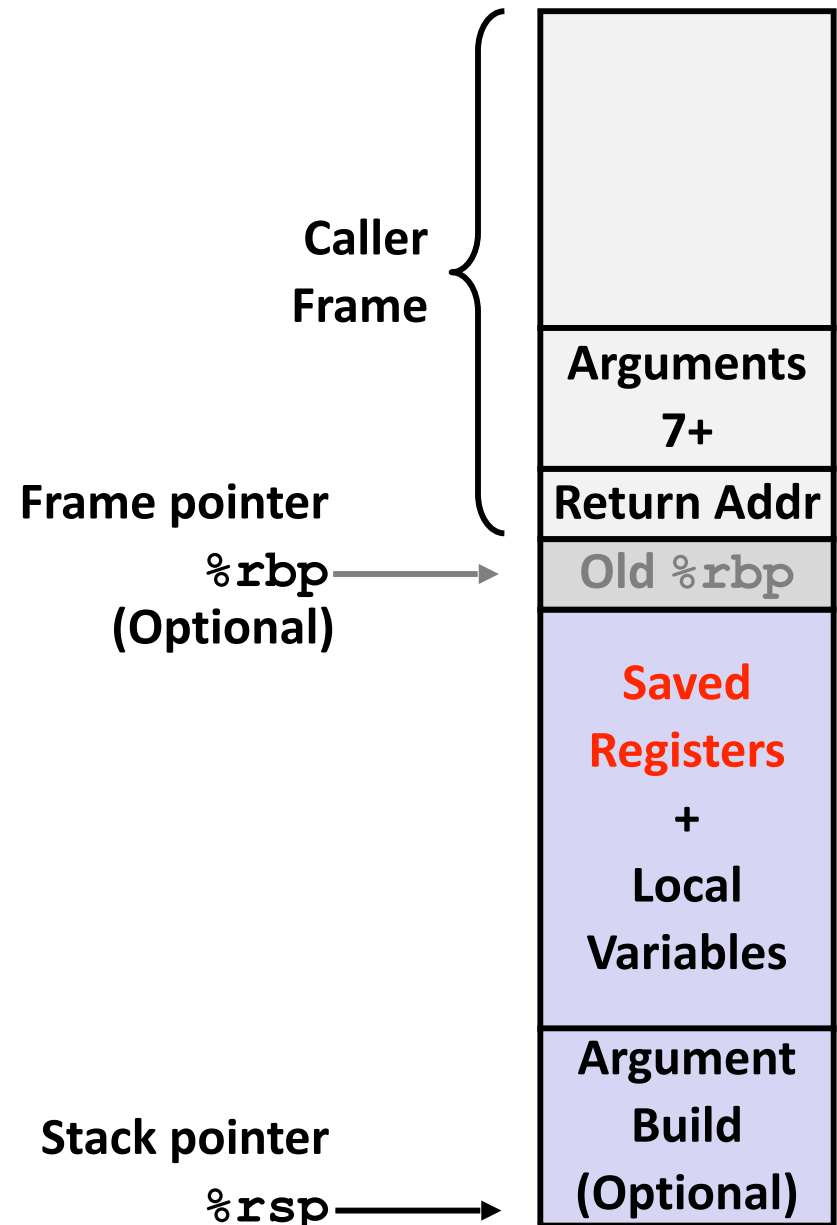 Caller
Frame
Arguments
7+
Return Addr
Frame pointer
%rbp
(Optional)
Old %rbp
Saved
Registers
+
Local
Variables
Argument
Build
(Optional)
Stack pointer
%rsp